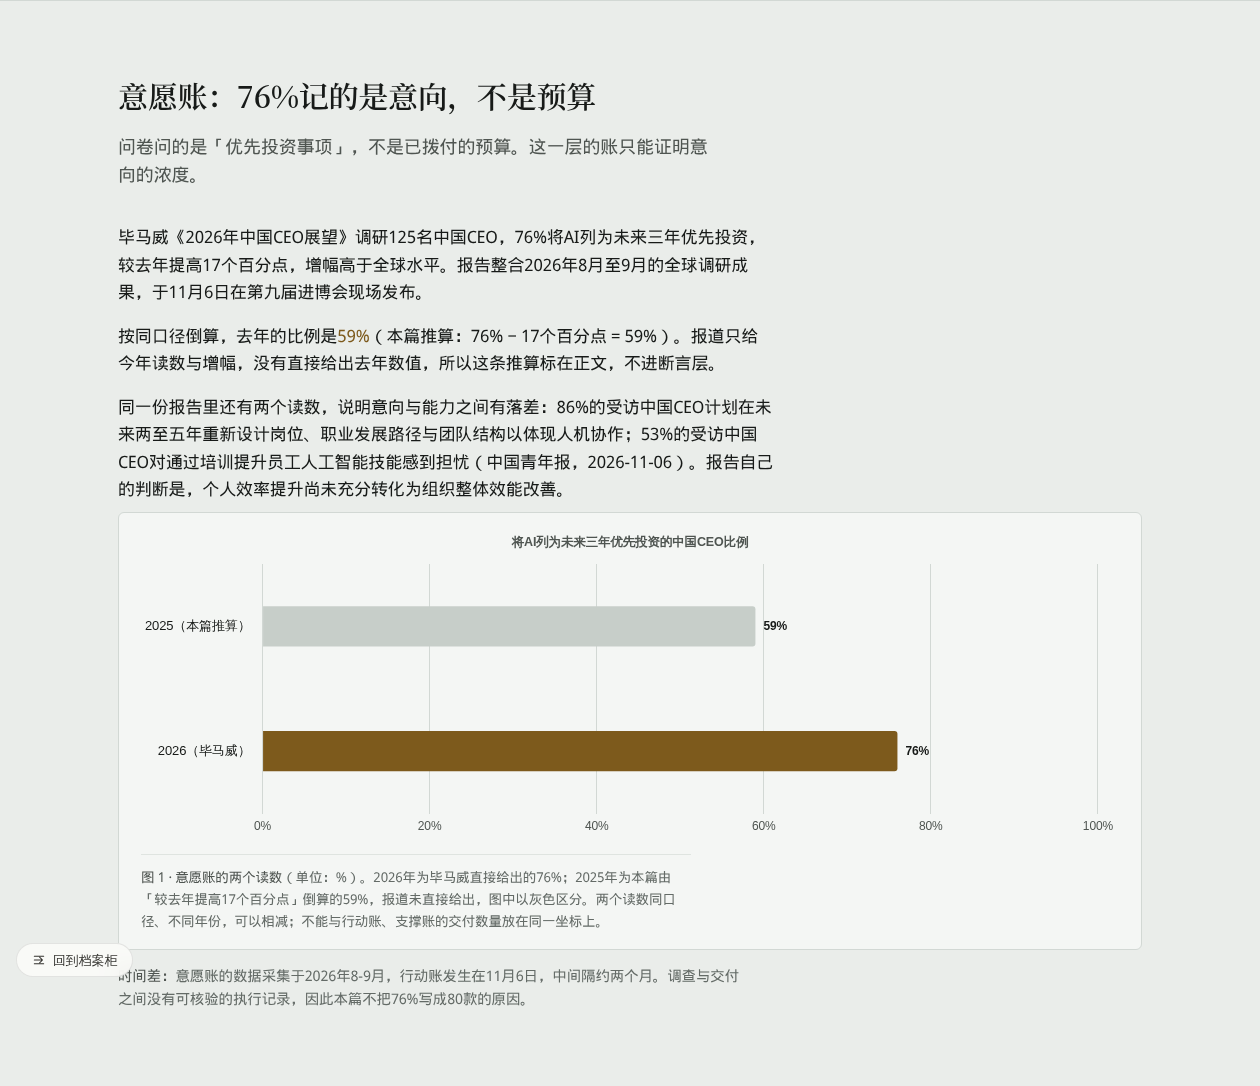 意愿账：76%记的是意向，不是预算
问卷问的是「优先投资事项」，不是已拨付的预算。这一层的账只能证明意
向的浓度。
毕马威《2026年中国CEO展望》调研125名中国CEO，76%将AI列为未来三年优先投资，
较去年提高17个百分点，增幅高于全球水平。报告整合2026年8月至9月的全球调研成
果，于11月6日在第九届进博会现场发布。
按同口径倒算，去年的比例是59%（本篇推算：76% − 17个百分点 = 59%）。报道只给
今年读数与增幅，没有直接给出去年数值，所以这条推算标在正文，不进断言层。
同一份报告里还有两个读数，说明意向与能力之间有落差：86%的受访中国CEO计划在未
来两至五年重新设计岗位、职业发展路径与团队结构以体现人机协作；53%的受访中国
CEO对通过培训提升员工人工智能技能感到担忧（中国青年报，2026-11-06）。报告自己
的判断是，个人效率提升尚未充分转化为组织整体效能改善。
将AI列为未来三年优先投资的中国CEO比例
2025（本篇推算）
59%
2026（毕马威）
76%
0%
20%
40%
60%
80%
100%
图 1 · 意愿账的两个读数（单位：%）。2026年为毕马威直接给出的76%；2025年为本篇由
「较去年提高17个百分点」倒算的59%，报道未直接给出，图中以灰色区分。两个读数同口
径、不同年份，可以相减；不能与行动账、支撑账的交付数量放在同一坐标上。
回到档案柜
时间差：意愿账的数据采集于2026年8-9月，行动账发生在11月6日，中间隔约两个月。调查与交付
之间没有可核验的执行记录，因此本篇不把76%写成80款的原因。